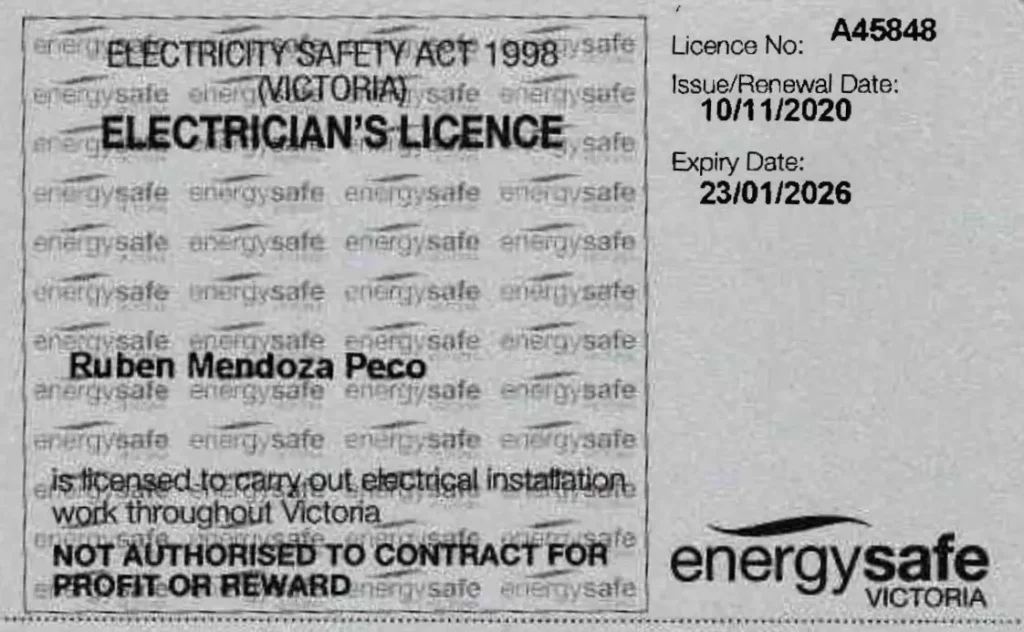 ELECTRICITY SAFETY ACT 1998
(VICTORIA)
ELECTRICIAN'S LICENCE
Ruben Mendoza Peco
is licensed to carry out electrical installation
work throughout Victoria
NOT AUTHORISED TO CONTRACT FOR
PROFIT OR REWARD
Licence No: A45848
Issue/Renewal Date:
10/11/2020
Expiry Date:
23/01/2026
energysafe
VICTORIA